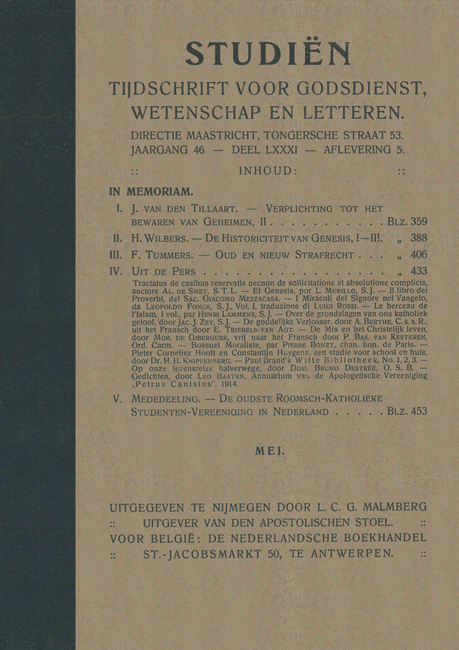 STUDIËN
TIJDSCHRIFT VOOR GODSDIENST,
WETENSCHAP EN LETTEREN.
DIRECTIE MAASTRICHT, TONGERSCHE STRAAT 53.
JAARGANG 46 — DEEL LXXXI — AFLEVERING 5.
:: INHOUD: ::
IN MEMORIAM.
I. J. VAN DEN TILLAART. — VERPLICHTING TOT HET
BEWAREN VAN GEHEIMEN, II . . . . . . . . . . . BLZ. 359
II. H. WILBERS. — DE HISTORICITEIT VAN GENESIS, I—II!. „ 388
III. F. TUMMERS. — OUD EN NIEUW STRAFRECHT . . . „ 406
IV. UIT DE PERS . . . . . . . . . . . . . . . . . „ 433
Tractatus de casibus reservatis necnon de sollicitatione et absolutione complicis,
auctore AL. DE SMET, S. T. L. — El Genesis, por L. MURILLO, S. J. — Il libro dei
Proverbi, del SAC. GIACOMO MEZZACASA. — I Miracoli del Signore nel Vangelo,
da LEOPOLDO FONCK, S. J., Vol. I, traduzione di LUIGI ROSSI. — Le berceau de
l'Islam, I vol., par HENRI LAMMENS, S. J. — Over de grondslagen van ons katholiek
geloof, door JAC. J. ZEY, S. J. — De goddelijke Verlosser, door A. BERTHE, C. s. s. R.,
uit het Fransch door E. TREPELS-VAN AGT. — De Mis en het Christelijk leven,
door MGR. DE GIBERGUES, vrij naar het Fransch door P. BAS. VAN KESTEREN,
Ord. Carm. — Bossuet Moraliste, par PIERRE BONET, chan. hon. de Paris. —
Pieter Cornelisz Hooft en Constantijn Huygens, een studie voor school en huis,
door Dr. H. H. KNIPPENBERG. — Paul Brand's Witte Bibliotheek, No. 1, 2, 3. —
Op onze levensreize halverwege, door DOM. BRUNO DESTRÉE, O. S. B. —
Gedichten, door LEO BAATEN, Annuarium der Apologetische Vereeniging
„Petrus Canisius", 1914.
V. MEDEDEELING. — DE OUDSTE ROOMSCH-KATHOLIEKE
STUDENTEN-VEREENIGING IN NEDERLAND . . . . . BLZ. 453
MEI.
UITGEGEVEN TE NIJMEGEN DOOR L. C. G. MALMBERG
:: UITGEVER VAN DEN APOSTOLISCHEN STOEL. ::
VOOR BELGIË: DE NEDERLANDSCHE BOEKHANDEL
:: ST.-JACOBSMARKT 50, TE ANTWERPEN. ::